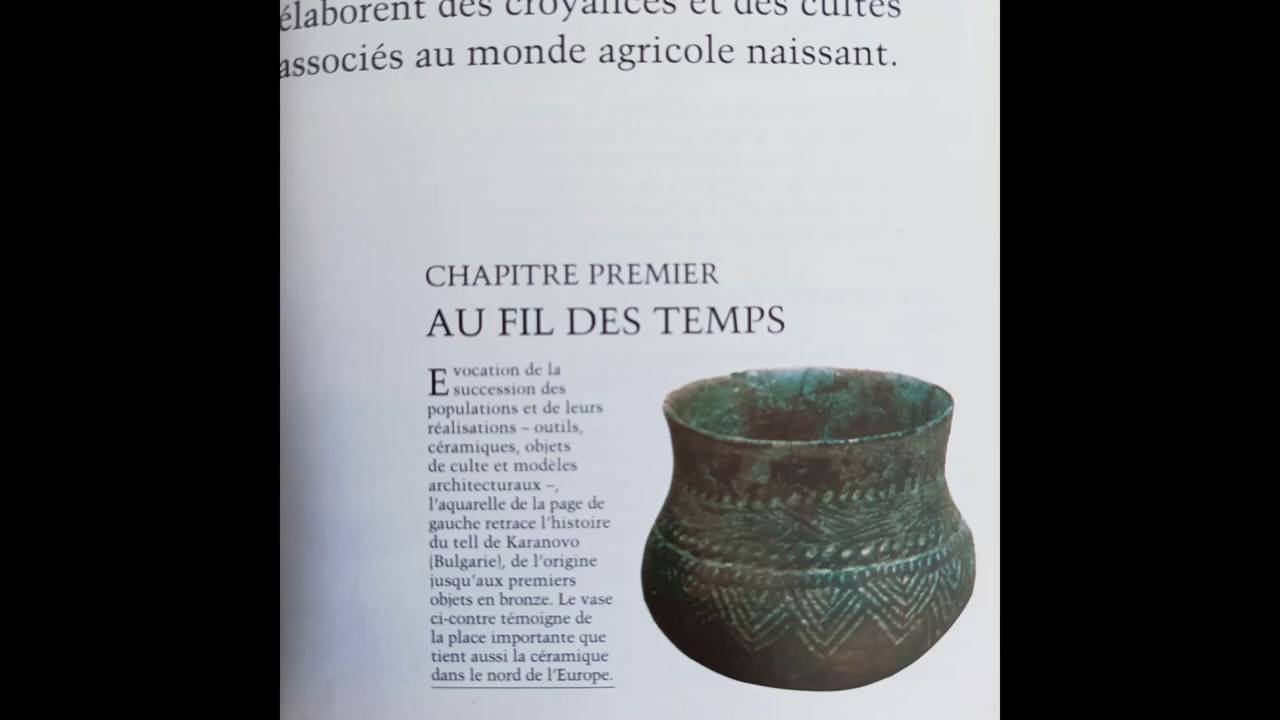 élaborent des croyances et des cultes
associés au monde agricole naissant.
CHAPITRE PREMIER
AU FIL DES TEMPS
Evocation de la
succession des
populations et de leurs
réalisations – outils,
céramiques, objets
de culte et modèles
architecturaux –,
l'aquarelle de la page de
gauche retrace l'histoire
du tell de Karanovo
(Bulgarie), de l'origine
jusqu'aux premiers
objets en bronze. Le vase
ci-contre témoigne de
la place importante que
tient aussi la céramique
dans le nord de l'Europe.